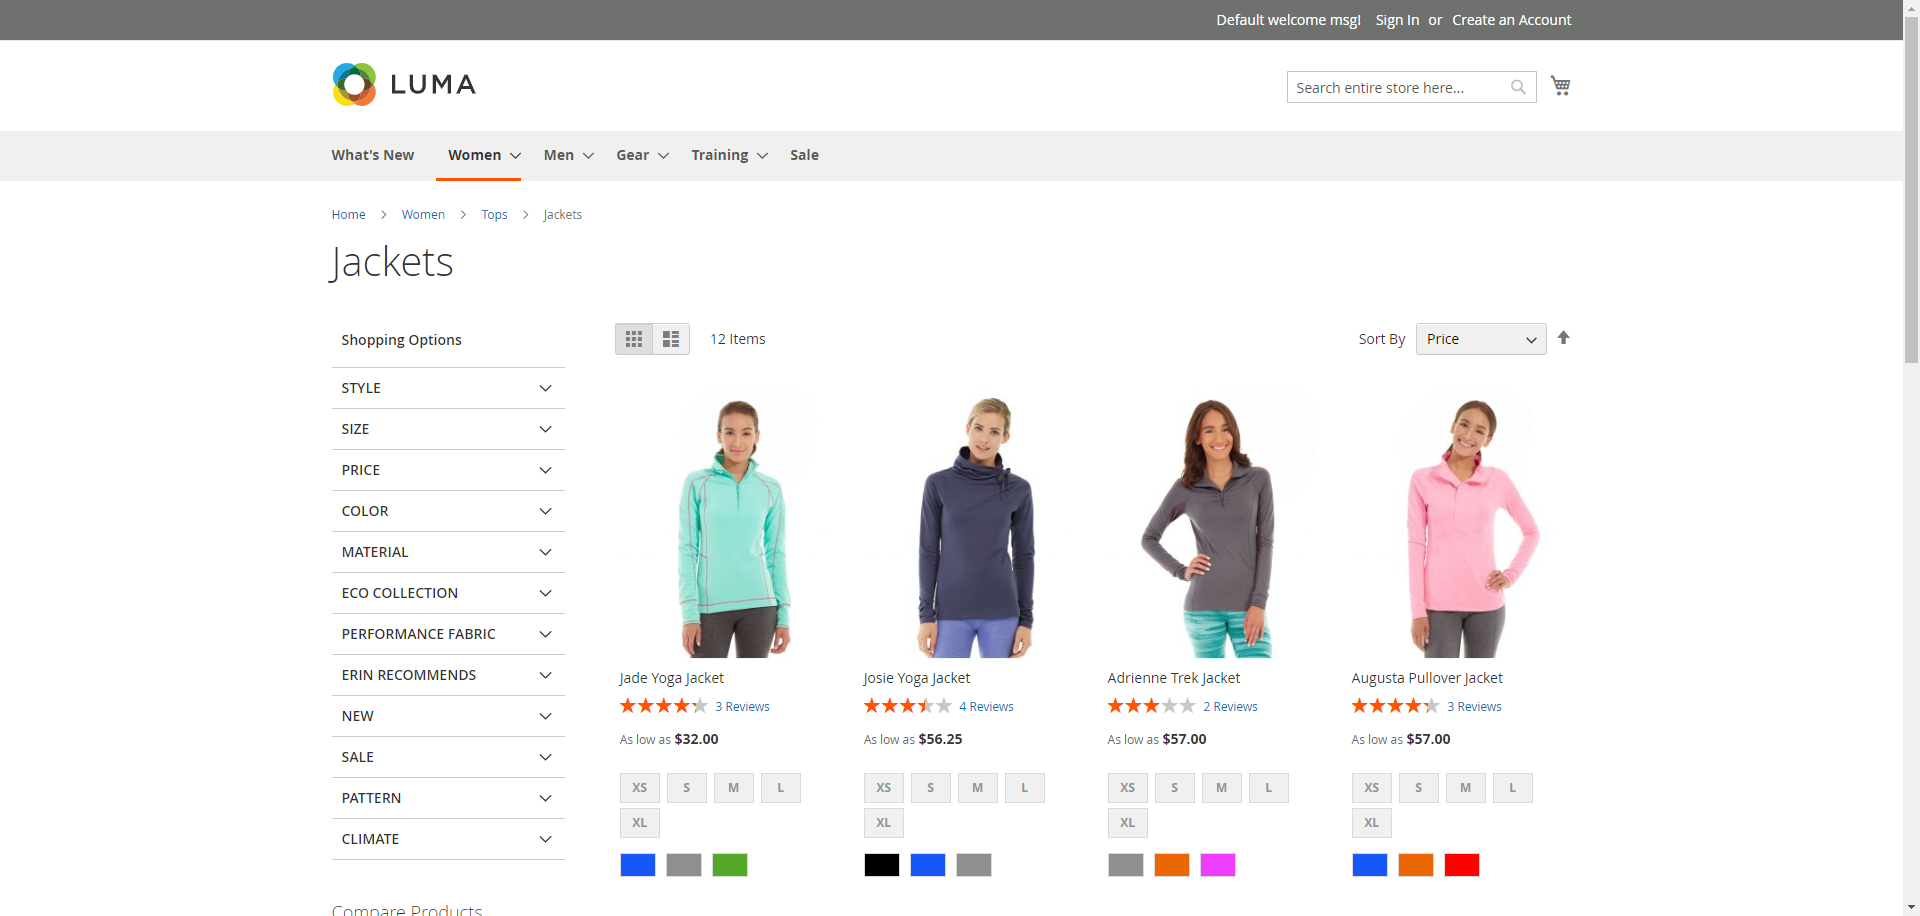 Default welcome msg! Sign In or Create an Account
LUMA
Search entire store here...
What's New Women Men Gear Training Sale
Home Women Tops Jackets
Jackets
Shopping Options
STYLE
SIZE
PRICE
COLOR
MATERIAL
ECO COLLECTION
PERFORMANCE FABRIC
ERIN RECOMMENDS
NEW
SALE
PATTERN
CLIMATE
Compare Products
12 Items
Sort By Price
Jade Yoga Jacket
3 Reviews
As low as $32.00
XS S M L
XL
Josie Yoga Jacket
4 Reviews
As low as $56.25
XS S M L
XL
Adrienne Trek Jacket
2 Reviews
As low as $57.00
XS S M L
XL
Augusta Pullover Jacket
3 Reviews
As low as $57.00
XS S M L
XL